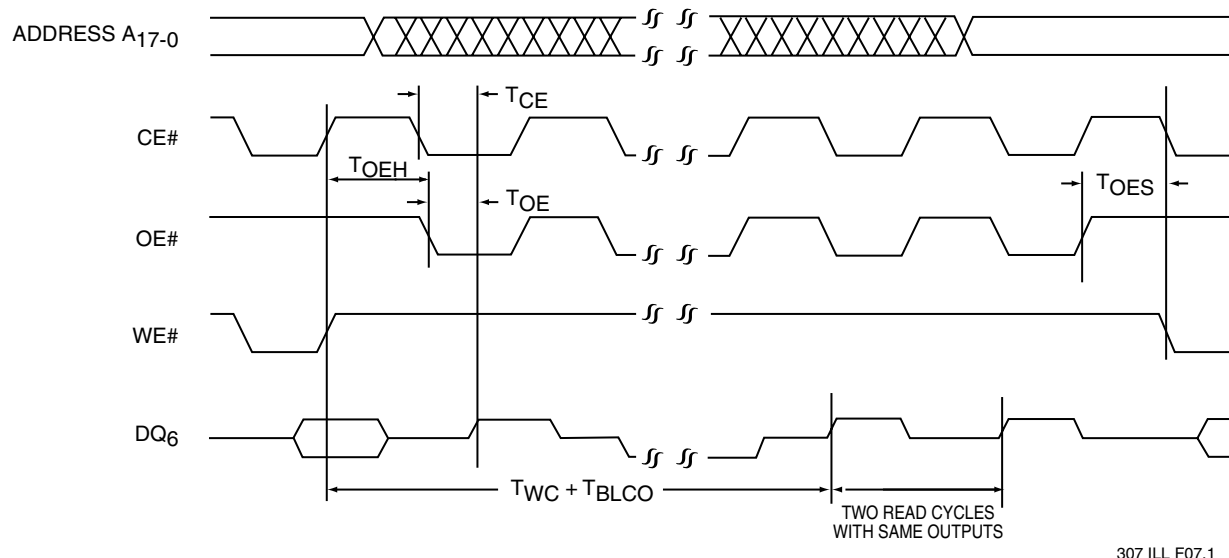 ADDRESS A17-0
TCE
CE#
TOEH
TOE
TOES
OE#
WE#
DQ6
TWC + TBLCO
TWO READ CYCLES
WITH SAME OUTPUTS
307 ILL F07.1